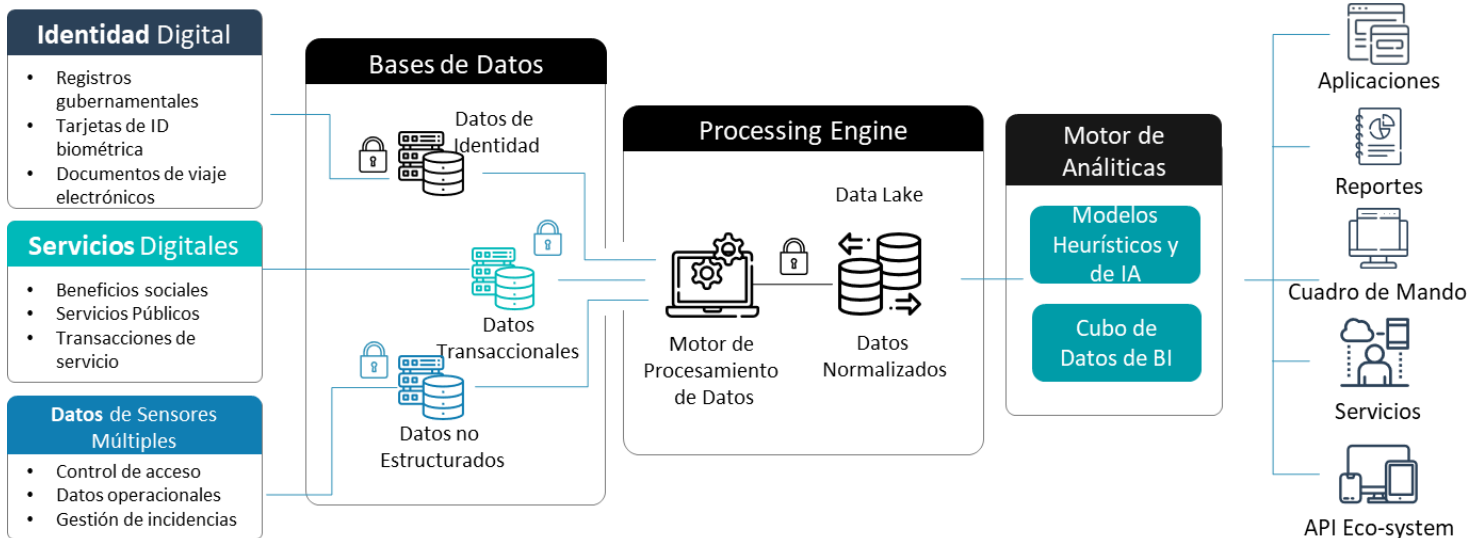 Identidad Digital
• Registros
gubernamentales
• Tarjetas de ID
biométrica
• Documentos de viaje
electrónicos
Servicios Digitales
• Beneficios sociales
• Servicios Públicos
• Transacciones de
servicio
Datos de Sensores
Múltiples
• Control de acceso
• Datos operacionales
• Gestión de incidencias
Bases de Datos
Datos de
Identidad
Datos
Transaccionales
Datos no
Estructurados
Processing Engine
Data Lake
Motor de
Procesamiento
de Datos
Datos
Normalizados
Motor de
Análiticas
Modelos
Heurísticos y
de IA
Cubo de
Datos de BI
Aplicaciones
Reportes
Cuadro de Mando
Servicios
API Eco-system